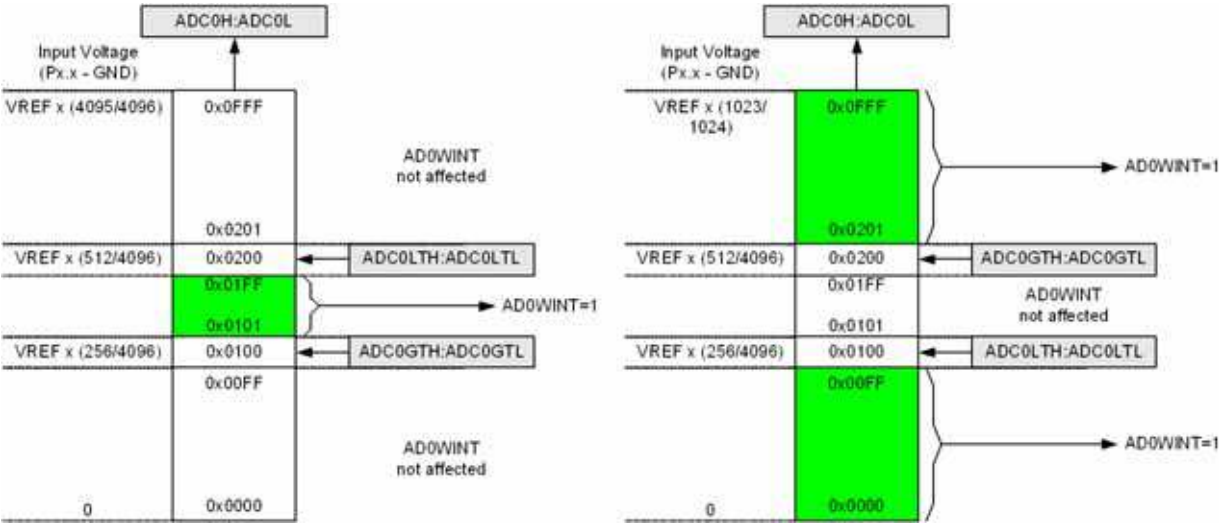 ADC0H:ADC0L
Input Voltage
(Px.x - GND)
VREF x (4095/4096)
0x0FFF
AD0WINT
not affected
0x0201
VREF x (512/4096)
0x0200
ADC0LTH:ADC0LTL
0x01FF
AD0WINT=1
0x0101
VREF x (256/4096)
0x0100
ADC0GTH:ADC0GTL
0x00FF
AD0WINT
not affected
0
0x0000
ADC0H:ADC0L
Input Voltage
(Px.x - GND)
VREF x (1023/
1024)
0x0FFF
AD0WINT=1
0x0201
VREF x (512/4096)
0x0200
ADC0GTH:ADC0GTL
0x01FF
AD0WINT
not affected
0x0101
VREF x (256/4096)
0x0100
ADC0LTH:ADC0LTL
0x00FF
AD0WINT=1
0
0x0000